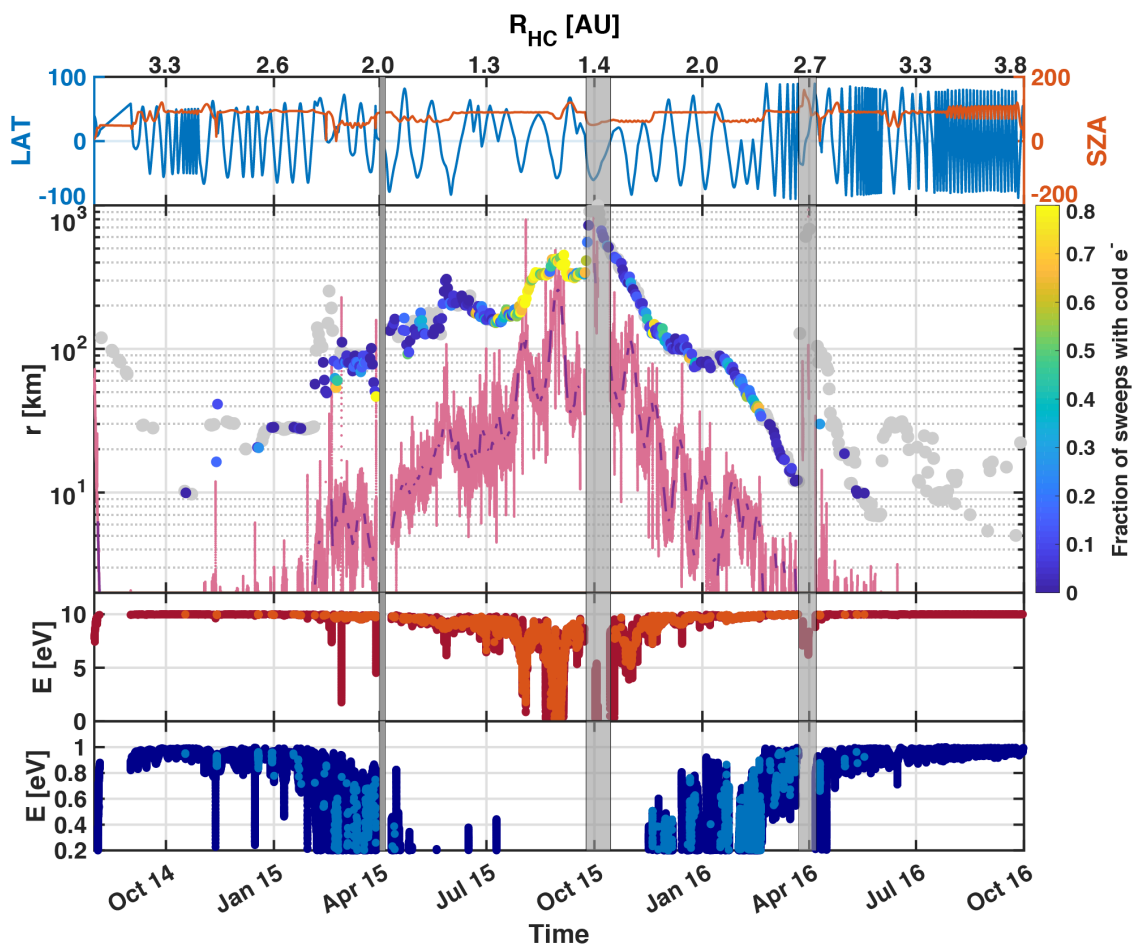 R_HC [AU]
3.3 2.6 2.0 1.3 1.4 2.0 2.7 3.3 3.8
100 200
LAT 0 0 SZA
-100 -200
10^3 0.8
0.7
0.6
10^2 0.5
r [km] 0.4 Fraction of sweeps with cold e^-
0.3
10^1 0.2
0.1
0
10
E [eV] 5
0
1
0.8
E [eV] 0.6
0.4
0.2
Oct 14 Jan 15 Apr 15 Jul 15 Oct 15 Jan 16 Apr 16 Jul 16 Oct 16
Time